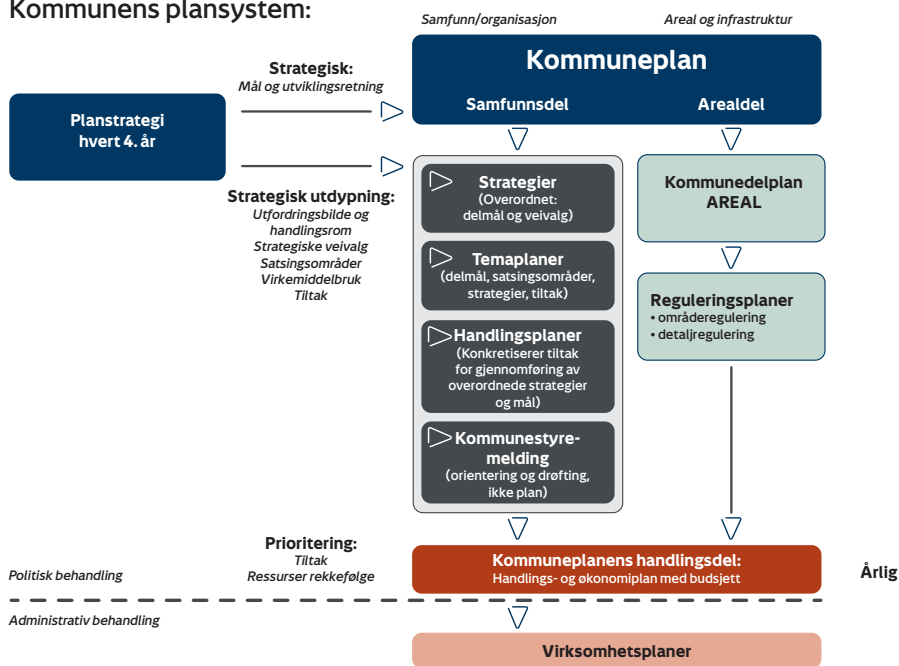 Kommunens plansystem:
Samfunn/organisasjon
Areal og infrastruktur
Kommuneplan
Samfunnsdel
Arealdel
Strategisk:
Mål og utviklingsretning
Planstrategi
hvert 4. år
Strategisk utdypning:
Utfordringsbilde og
handlingsrom
Strategiske veivalg
Satsingsområder
Virkemiddelbruk
Tiltak
Strategier
(Overordnet:
delmål og veivalg)
Temaplaner
(delmål, satsingsområder,
strategier, tiltak)
Handlingsplaner
(Konkretiserer tiltak
for gjennomføring av
overordnede strategier
og mål)
Kommunestyre-
melding
(orientering og drøfting,
ikke plan)
Kommunedelplan
AREAL
Reguleringsplaner
• områderegulering
• detaljregulering
Prioritering:
Tiltak
Ressurser rekkefølge
Kommuneplanens handlingsdel:
Handlings- og økonomiplan med budsjett
Årlig
Politisk behandling
Administrativ behandling
Virksomhetsplaner